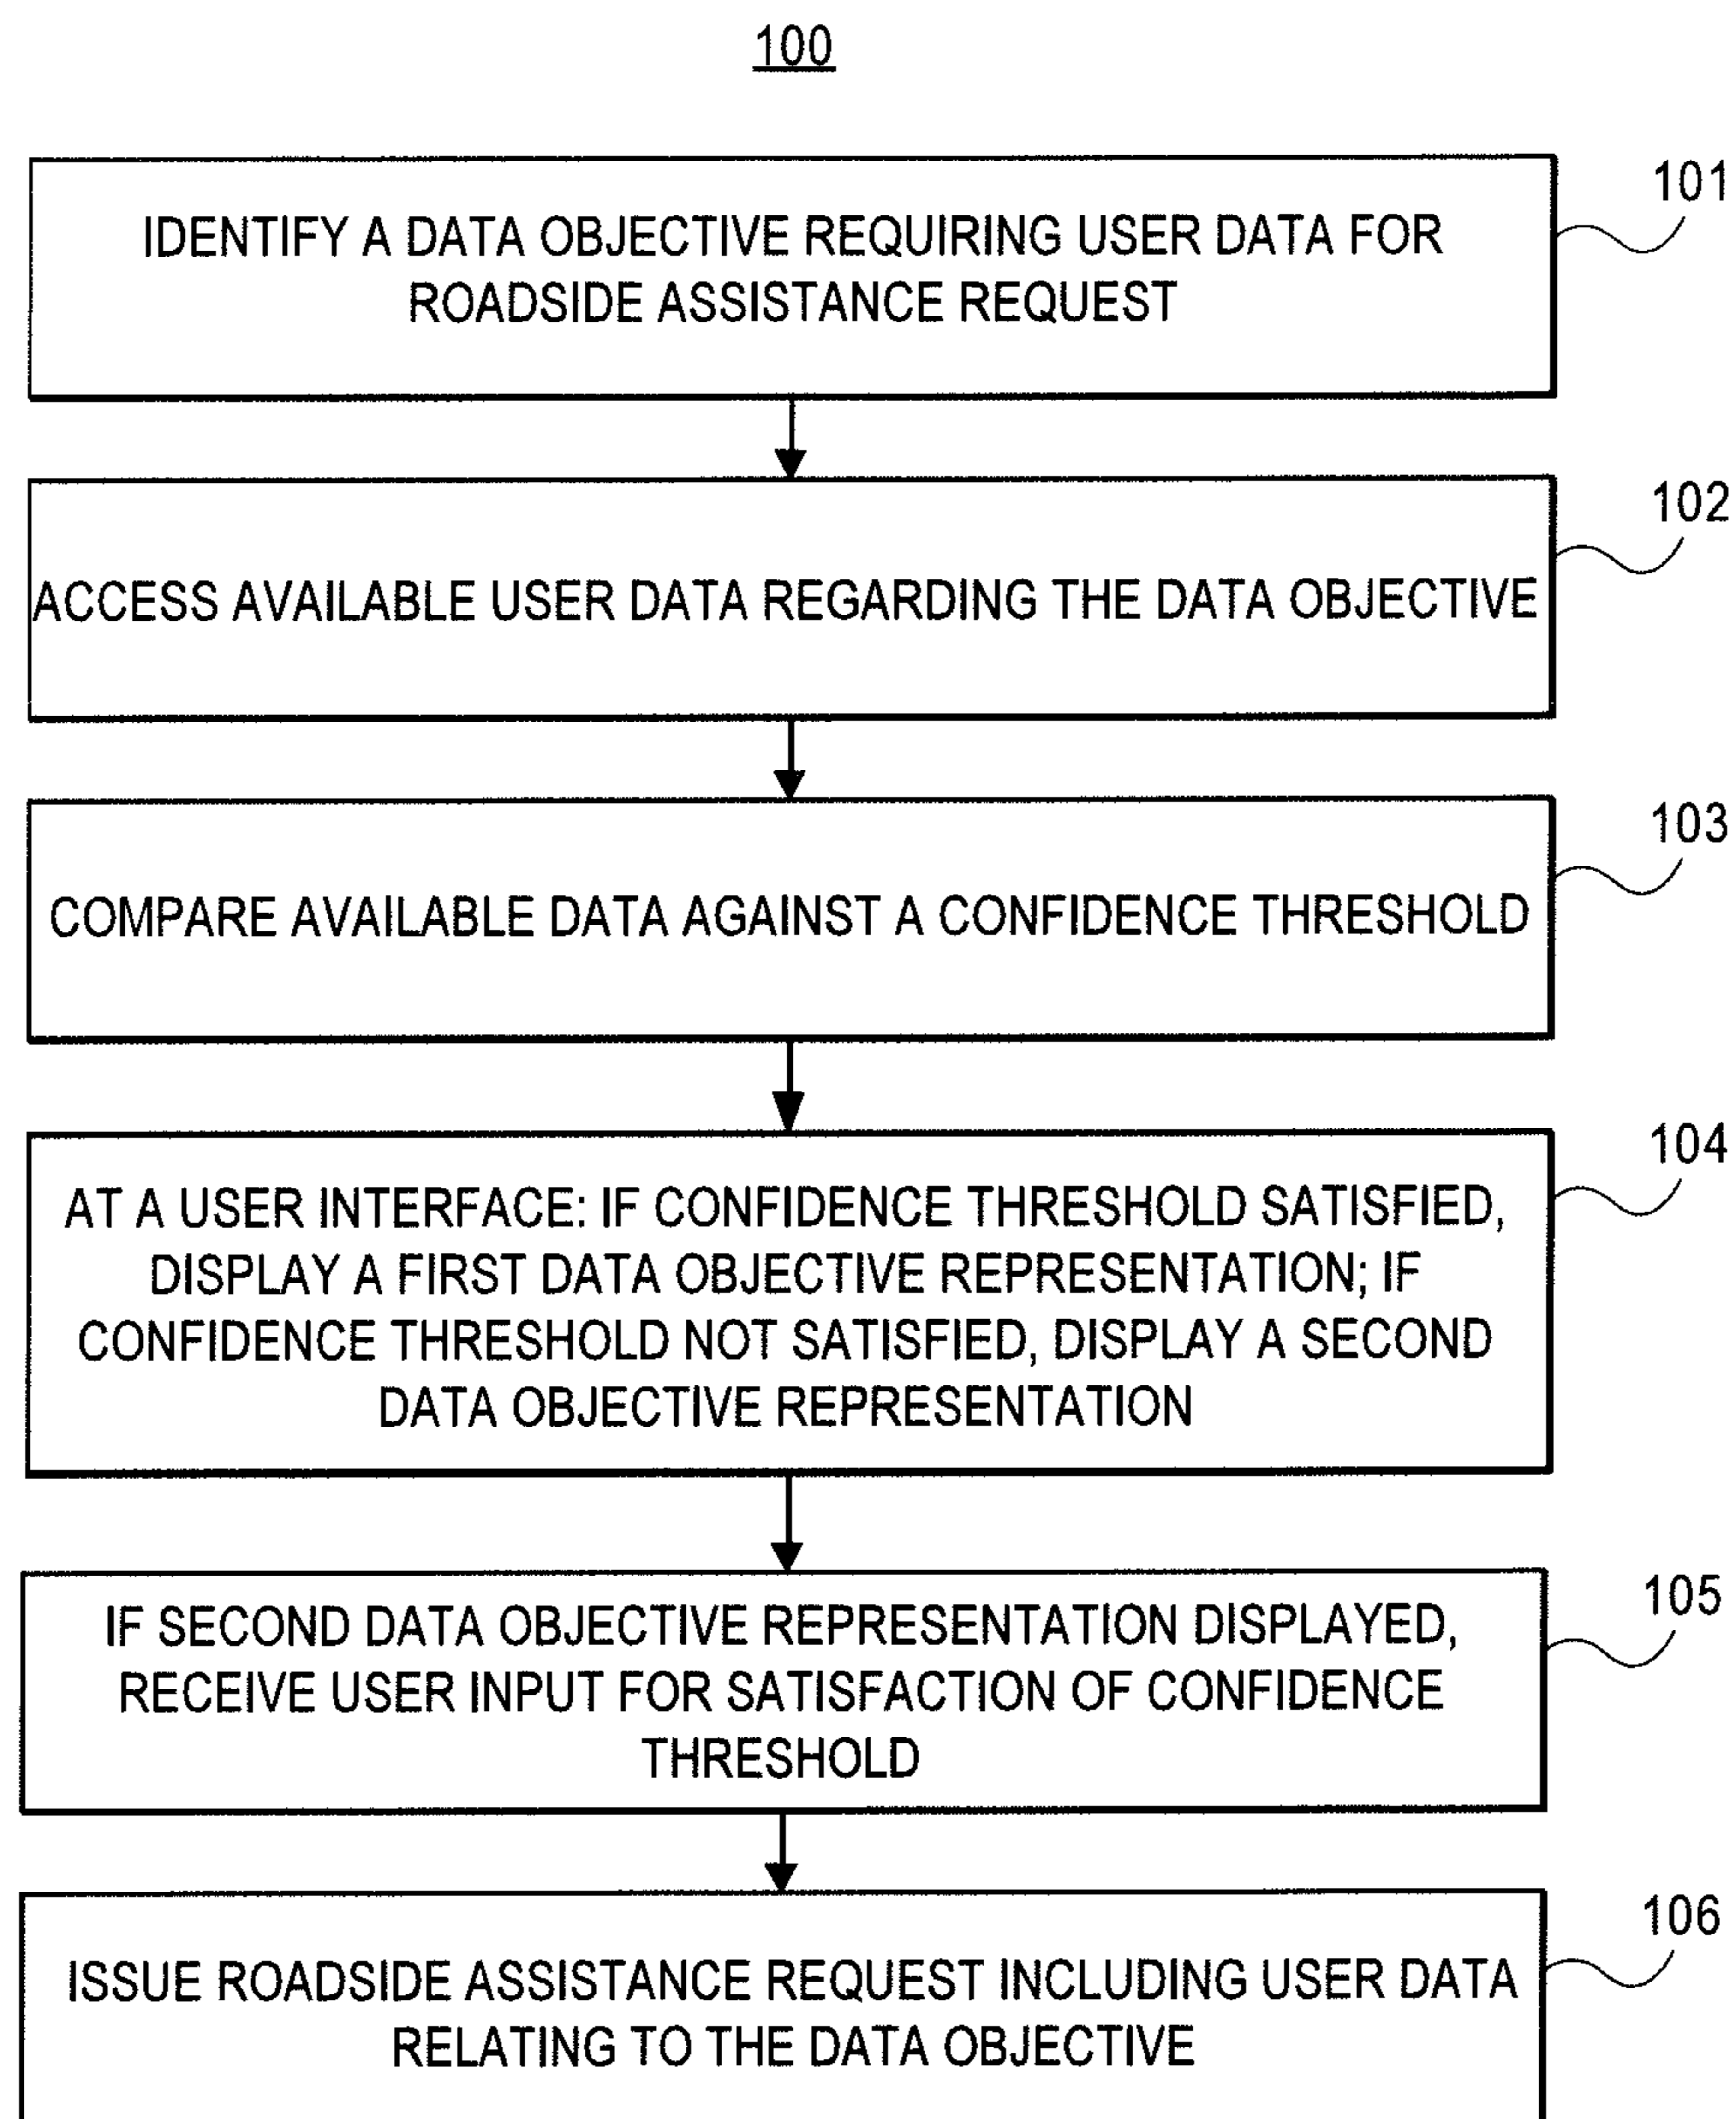 100
IDENTIFY A DATA OBJECTIVE REQUIRING USER DATA FOR
ROADSIDE ASSISTANCE REQUEST
101
ACCESS AVAILABLE USER DATA REGARDING THE DATA OBJECTIVE
102
COMPARE AVAILABLE DATA AGAINST A CONFIDENCE THRESHOLD
103
AT A USER INTERFACE: IF CONFIDENCE THRESHOLD SATISFIED,
DISPLAY A FIRST DATA OBJECTIVE REPRESENTATION; IF
CONFIDENCE THRESHOLD NOT SATISFIED, DISPLAY A SECOND
DATA OBJECTIVE REPRESENTATION
104
IF SECOND DATA OBJECTIVE REPRESENTATION DISPLAYED,
RECEIVE USER INPUT FOR SATISFACTION OF CONFIDENCE
THRESHOLD
105
ISSUE ROADSIDE ASSISTANCE REQUEST INCLUDING USER DATA
RELATING TO THE DATA OBJECTIVE
106